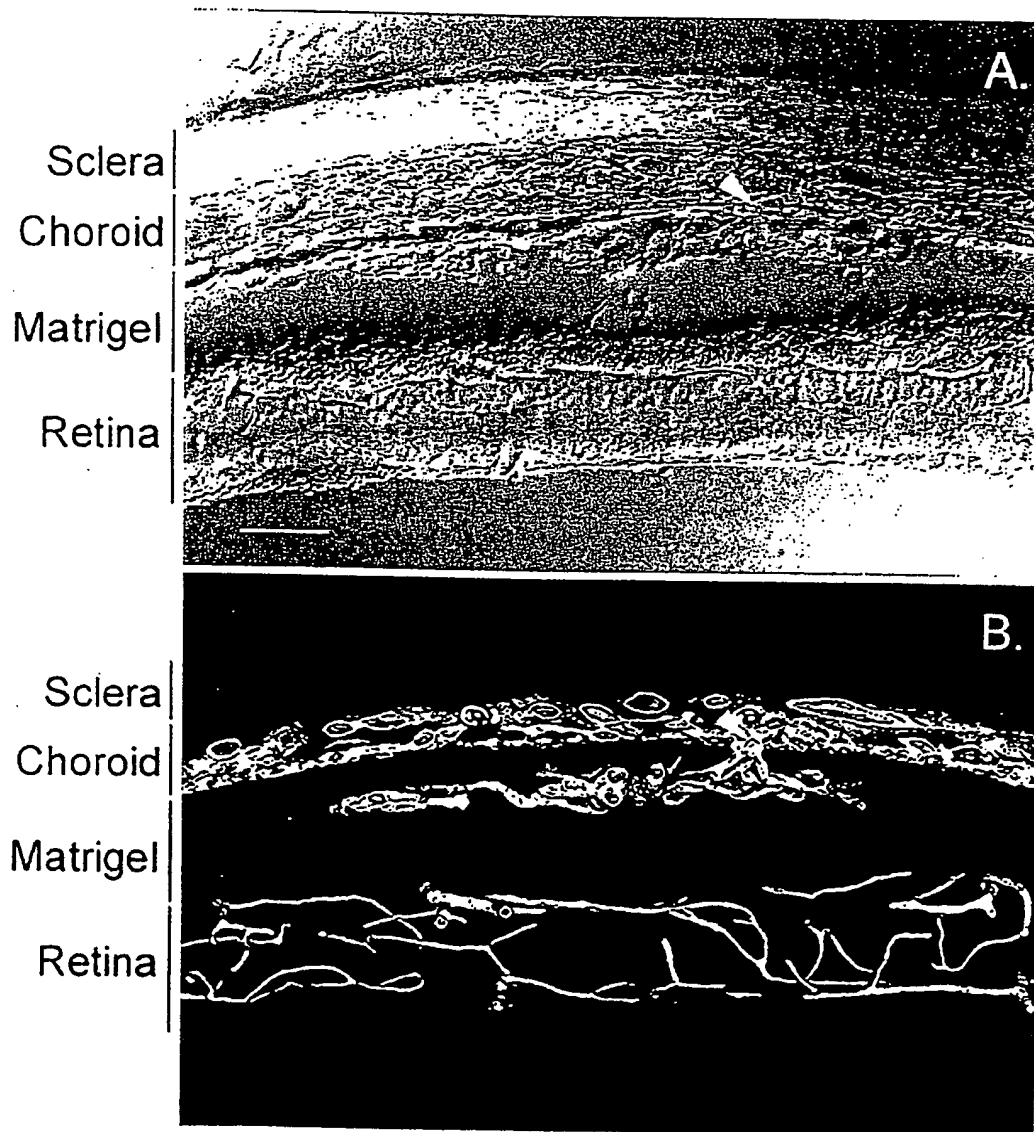 A.
Sclera
Choroid
Matrigel
Retina
B.
Sclera
Choroid
Matrigel
Retina